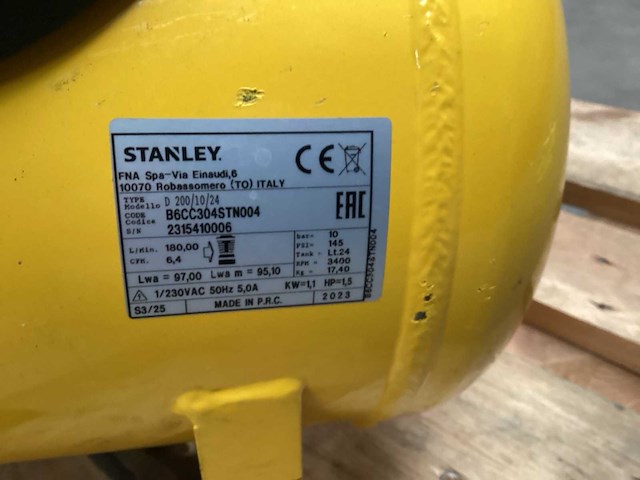 STANLEY.
CE
FNA Spa-Via Einaudi,6
10070 Robassomero (TO) ITALY
TYPE
Modello D 200/10/24
CODE
Codice B6CC304STN004
S/N 2315410006
EAC
L/min. 180,00
CFM. 6,4
bar= 10
PSI= 145
Tank = Lt.24
RPM = 3400
Kg = 17,40
Lwa = 97,00 Lwa m = 95,10
1/230VAC 50Hz 5,0A KW=1,1 HP=1,5
S3/25 MADE IN P.R.C. 2023
B6CC304STN004